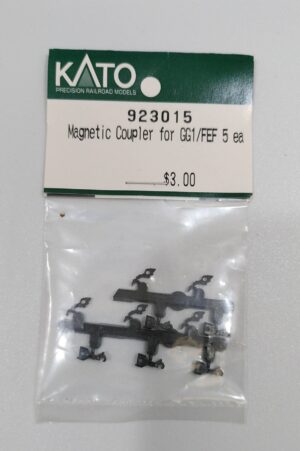 KATO
PRECISION RAILROAD MODELS
923015
Magnetic Coupler for GG1/FEF 5 ea
$3.00